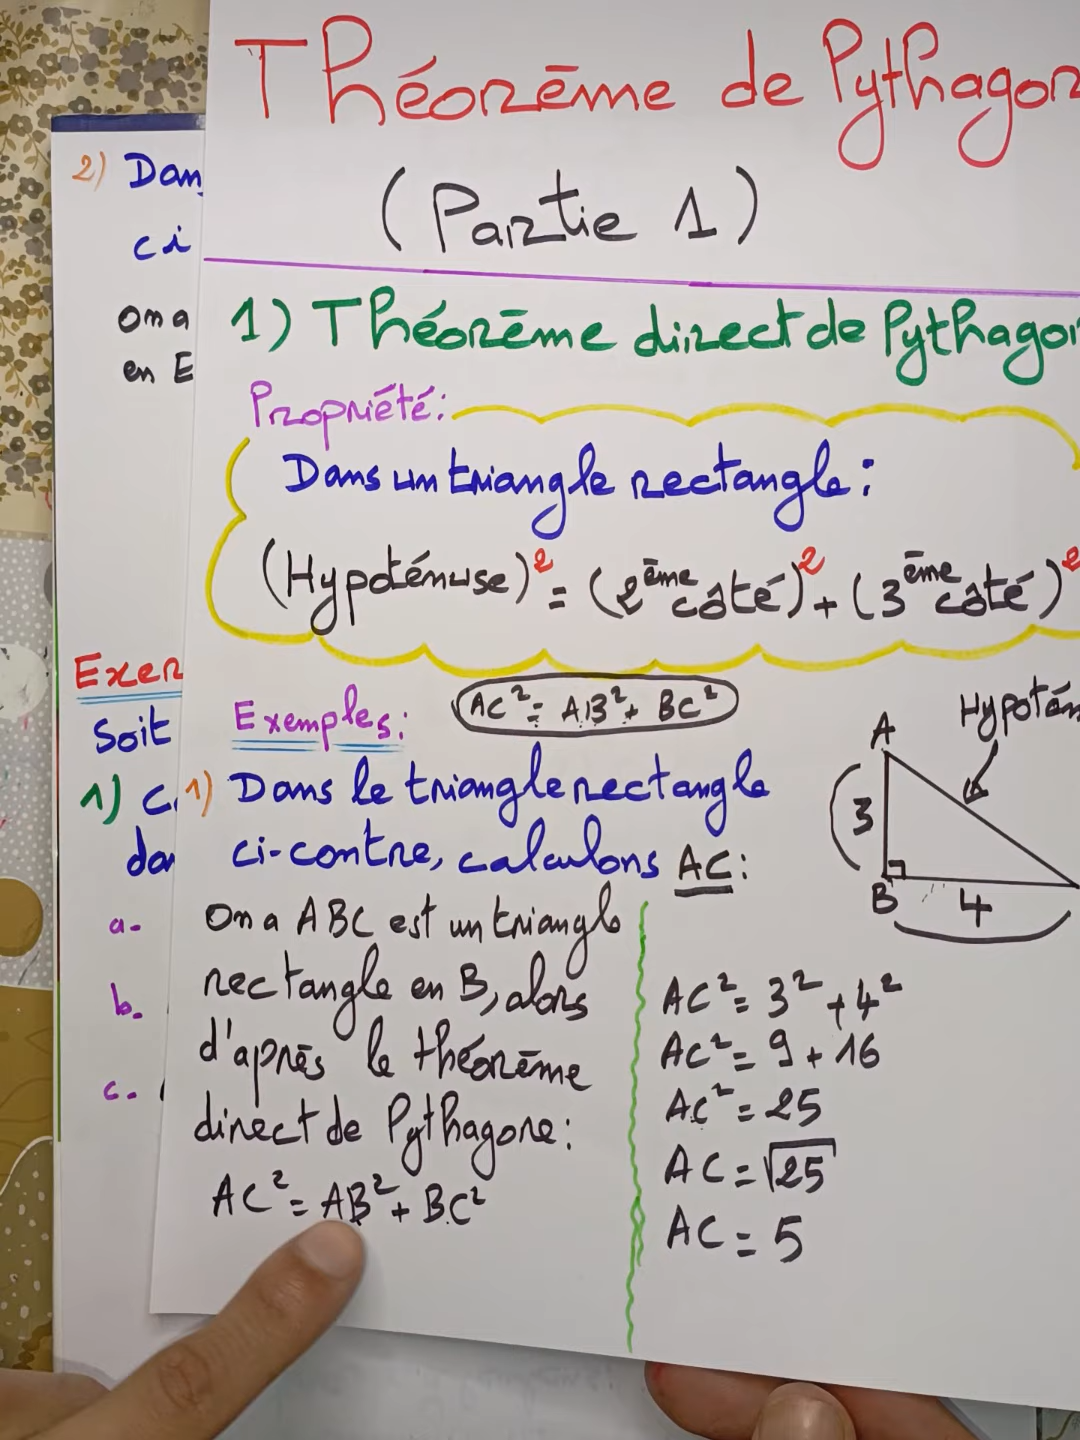 Théorème de Pythagor
(Partie 1)
1) Théorème direct de Pythagor
Propriété:
Dans un triangle rectangle:
(Hypoténuse)² = (2ème côté)² + (3ème côté)²
Exemples:
AC² = AB² + BC²
1) Dans le triangle rectangle
ci-contre, calculons AC:
Hypotén
A
3
B
4
On a ABC est un triangle
rectangle en B, alors
d'après le théorème
direct de Pythagore:
AC² = AB² + BC²
AC² = 3² + 4²
AC² = 9 + 16
AC² = 25
AC = √25
AC = 5
2) Dan
ci
on a
en E
Exer
Soit
1) C
dan
a.
b.
c.